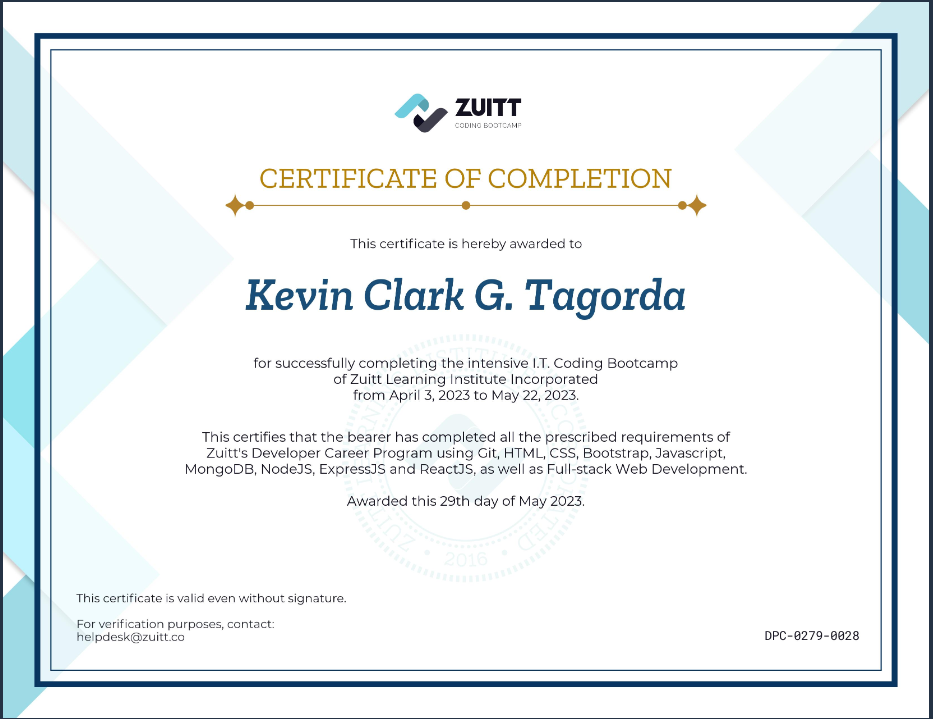 ZUITT
CODING BOOTCAMP
CERTIFICATE OF COMPLETION
This certificate is hereby awarded to
Kevin Clark G. Tagorda
for successfully completing the intensive I.T. Coding Bootcamp
of Zuitt Learning Institute Incorporated
from April 3, 2023 to May 22, 2023.
This certifies that the bearer has completed all the prescribed requirements of
Zuitt's Developer Career Program using Git, HTML, CSS, Bootstrap, Javascript,
MongoDB, NodeJS, ExpressJS and ReactJS, as well as Full-stack Web Development.
Awarded this 29th day of May 2023.
2016
This certificate is valid even without signature.
For verification purposes, contact:
helpdesk@zuitt.co
DPC-0279-0028